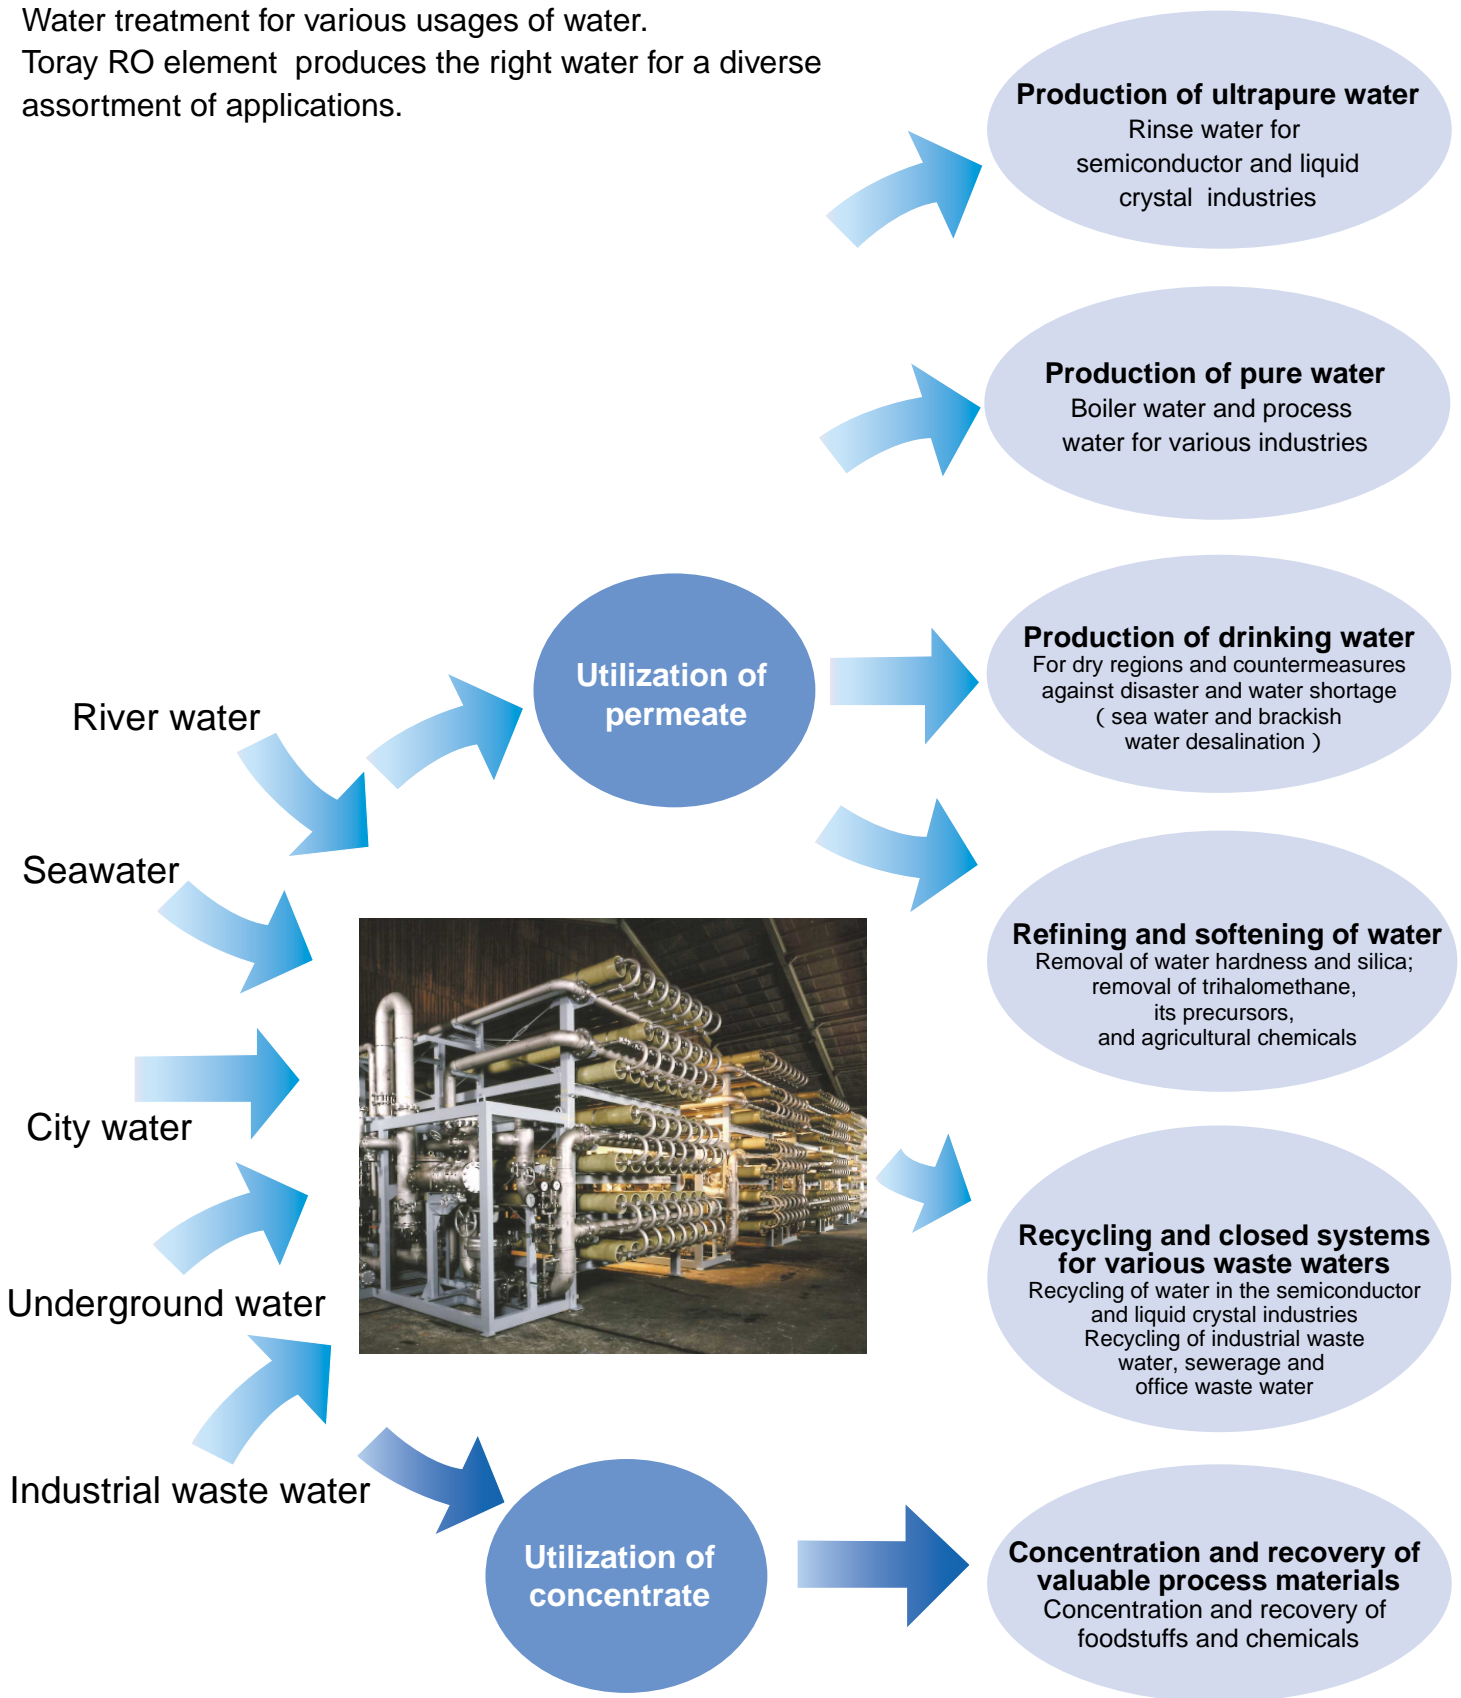 Water treatment for various usages of water.
Toray RO element produces the right water for a diverse
assortment of applications.
Production of ultrapure water
Rinse water for
semiconductor and liquid
crystal industries
Production of pure water
Boiler water and process
water for various industries
Utilization of
permeate
Production of drinking water
For dry regions and countermeasures
against disaster and water shortage
( sea water and brackish
water desalination )
River water
Seawater
City water
Underground water
Industrial waste water
Refining and softening of water
Removal of water hardness and silica;
removal of trihalomethane,
its precursors,
and agricultural chemicals
Recycling and closed systems
for various waste waters
Recycling of water in the semiconductor
and liquid crystal industries
Recycling of industrial waste
water, sewerage and
office waste water
Utilization of
concentrate
Concentration and recovery of
valuable process materials
Concentration and recovery of
foodstuffs and chemicals